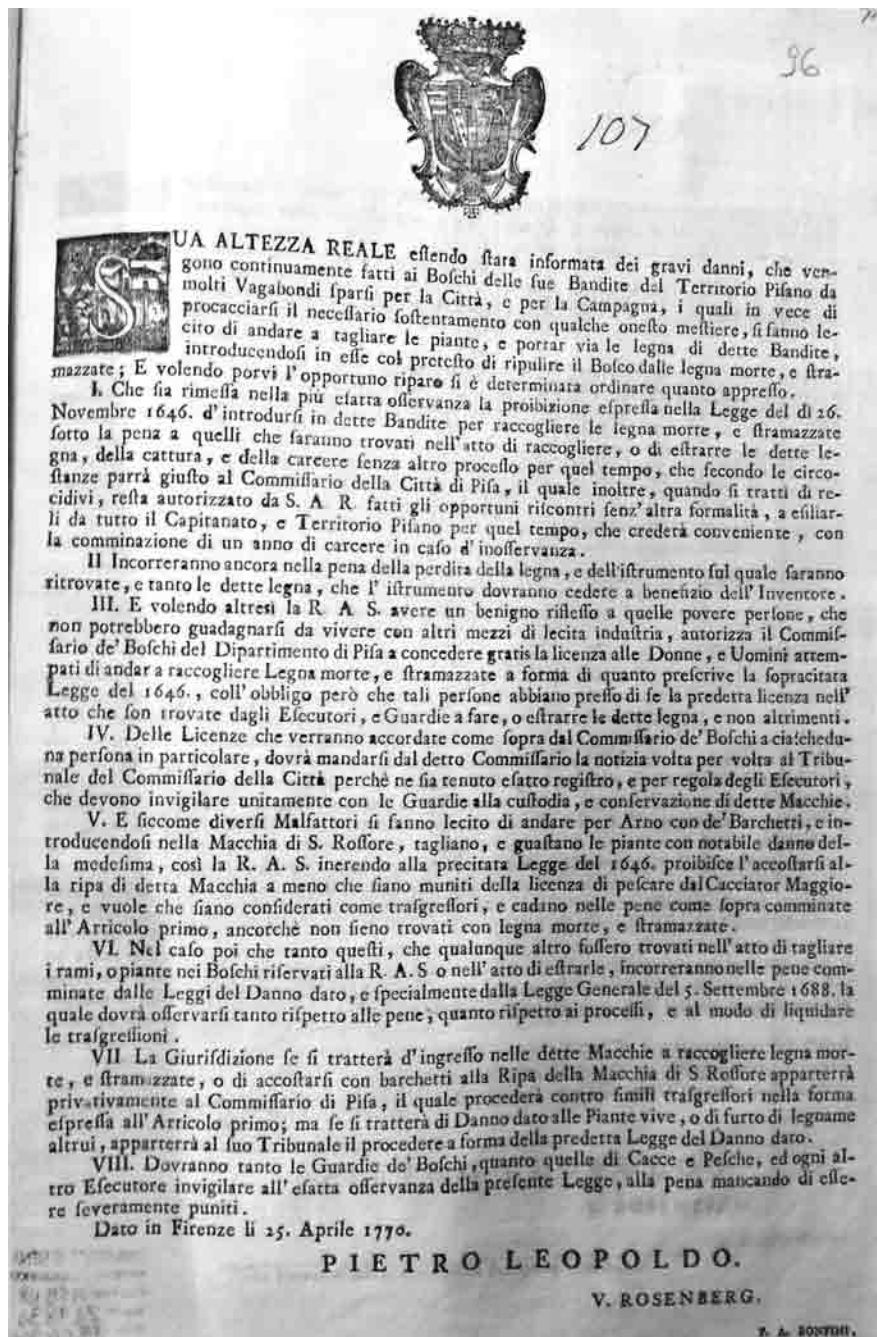 96
107
SUA ALTEZZA REALE eſſendo ſtata informata dei gravi danni, che ven-
gono continuamente fatti ai Boſchi delle ſue Bandite del Territorio Piſano da
molti Vagabondi ſparſi per la Città, e per la Campagna, i quali in vece di
procacciarſi il neceſſario ſoſtentamento con qualche oneſto meſtiere, ſi fanno le-
cito di andare a tagliare le piante, e portar via le legna di dette Bandite,
introducendoſi in eſſe col preteſto di ripulire il Boſco dalle legna morte, e ſtra-
mazzate; E volendo porvi l'opportuno riparo ſi è determinata ordinare quanto appreſſo.
I. Che ſia rimeſſa nella più eſatta oſſervanza la proibizione eſpreſſa nella Legge del dì 26.
Novembre 1646. d'introdurſi in dette Bandite per raccogliere le legna morte, e ſtramazzate
ſotto la pena a quelli che ſaranno trovati nell'atto di raccogliere, o di eſtrarre le dette le-
gna, della cattura, e della carcere ſenza altro proceſſo per quel tempo, che ſecondo le circo-
ſtanze parrà giuſto al Commiſſario della Città di Piſa, il quale inoltre, quando ſi tratti di re-
cidivi, reſta autorizzato da S. A. R. fatti gli opportuni riſcontri ſenz'altra formalità, a eſiliar-
li da tutto il Capitanato, e Territorio Piſano per quel tempo, che crederà conveniente, con
la comminazione di un anno di carcere in caſo d'inoſſervanza.
II Incorreranno ancora nella pena della perdita della legna, e dell'iſtrumento ſul quale ſaranno
ritrovate, e tanto le dette legna, che l' iſtrumento dovranno cedere a benefizio dell'Inventore.
III. E volendo altresì la R. A. S. avere un benigno rifleſſo a quelle povere perſone, che
non potrebbero guadagnarſi da vivere con altri mezzi di lecita induſtria, autorizza il Commiſ-
ſario de' Boſchi del Dipartimento di Piſa a concedere gratis la licenza alle Donne, e Uomini attem-
pati di andar a raccogliere Legna morte, e ſtramazzate a forma di quanto preſcrive la ſopracitata
Legge del 1646., coll'obbligo però che tali perſone abbiano preſſo di ſe la predetta licenza nell'
atto che ſon trovate dagli Eſecutori, e Guardie a fare, o eſtrarre le dette legna, e non altrimenti.
IV. Delle Licenze che verranno accordate come ſopra dal Commiſſario de' Boſchi a ciaſchedu-
na perſona in particolare, dovrà mandarſi dal detto Commiſſario la notizia volta per volta al Tribu-
nale del Commiſſario della Città perchè ne ſia tenuto eſatto regiſtro, e per regola degli Eſecutori,
che devono invigilare unitamente con le Guardie alla cuſtodia, e conſervazione di dette Macchie.
V. E ſiccome diverſi Malfattori ſi fanno lecito di andare per Arno con de' Barchetti, e in-
troducendoſi nella Macchia di S. Roſſore, tagliano, e guaſtano le piante con notabile danno del-
la medeſima, così la R. A. S. inerendo alla precitata Legge del 1646. proibiſce l'accoſtarſi al-
la ripa di detta Macchia a meno che ſiano muniti della licenza di peſcare dal Cacciator Maggio-
re, e vuole che ſiano conſiderati come traſgreſſori, e cadano nelle pene come ſopra comminate
all'Articolo primo, ancorchè non ſieno trovati con legna morte, e ſtramazzate.
VI. Nel caſo poi che tanto queſti, che qualunque altro foſſero trovati nell'atto di tagliare
i rami, o piante nei Boſchi riſervati alla R. A. S o nell'atto di eſtrarle, incorreranno nelle pene com-
minate dalle Leggi del Danno dato, e ſpecialmente dalla Legge Generale del 5. Settembre 1688. la
quale dovrà oſſervarſi tanto riſpetto alle pene, quanto riſpetto ai proceſſi, e al modo di liquidare
le traſgreſſioni.
VII La Giuriſdizione ſe ſi tratterà d'ingreſſo nelle dette Macchie a raccogliere legna mor-
te, e ſtramazzate, o di accoſtarſi con barchetti alla Ripa della Macchia di S Roſſore apparterrà
privativamente al Commiſſario di Piſa, il quale procederà contro ſimili traſgreſſori nella forma
eſpreſſa all'Articolo primo; ma ſe ſi tratterà di Danno dato alle Piante vive, o di furto di legname
altrui, apparterrà al ſuo Tribunale il procedere a forma della predetta Legge del Danno dato.
VIII. Dovranno tanto le Guardie de' Boſchi, quanto quelle di Cacce e Peſche, ed ogni al-
tro Eſecutore invigilare all'eſatta oſſervanza della preſente Legge, alla pena mancando di eſſe-
re ſeveramente puniti.
Dato in Firenze li 25. Aprile 1770.
PIETRO LEOPOLDO.
V. ROSENBERG.